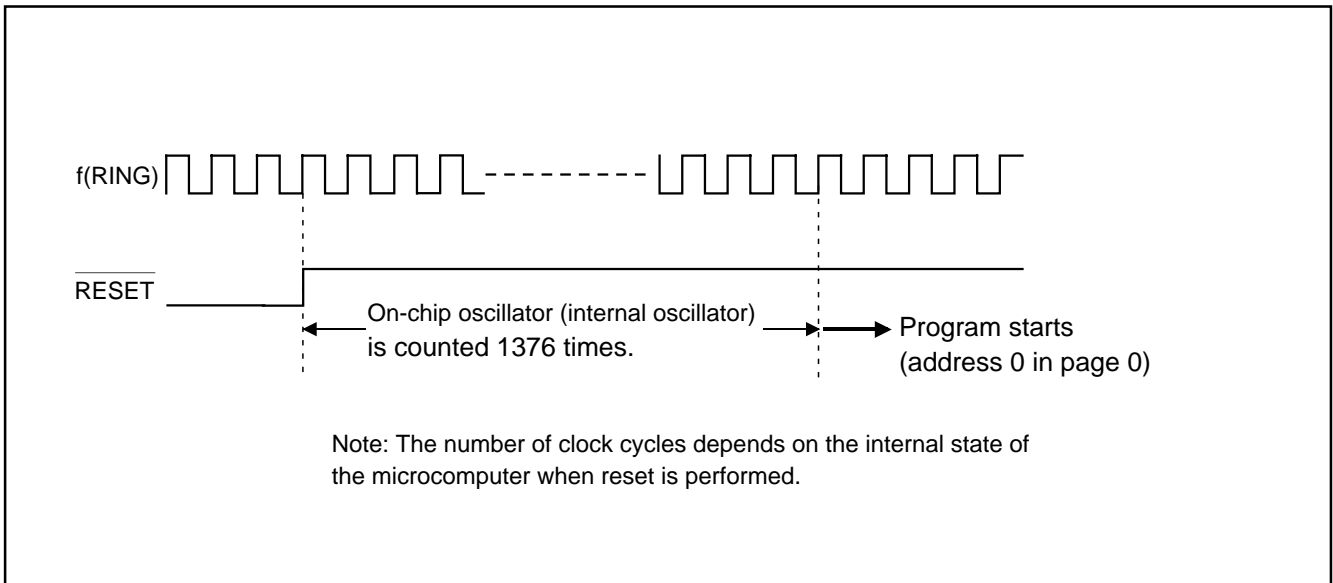 f(RING)
RESET
On-chip oscillator (internal oscillator)
is counted 1376 times.
Program starts
(address 0 in page 0)
Note: The number of clock cycles depends on the internal state of
the microcomputer when reset is performed.